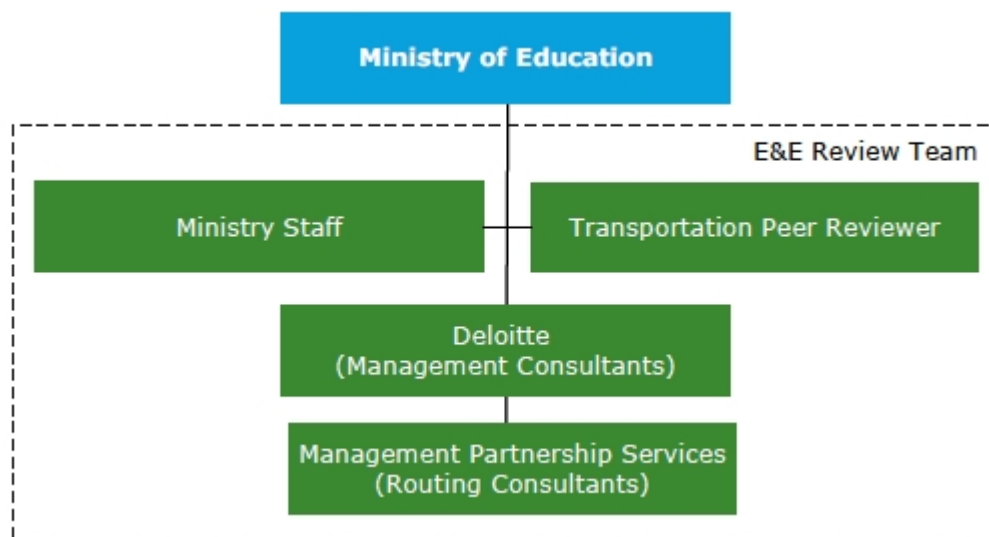 Ministry of Education
E&E Review Team
Ministry Staff
Transportation Peer Reviewer
Deloitte
(Management Consultants)
Management Partnership Services
(Routing Consultants)